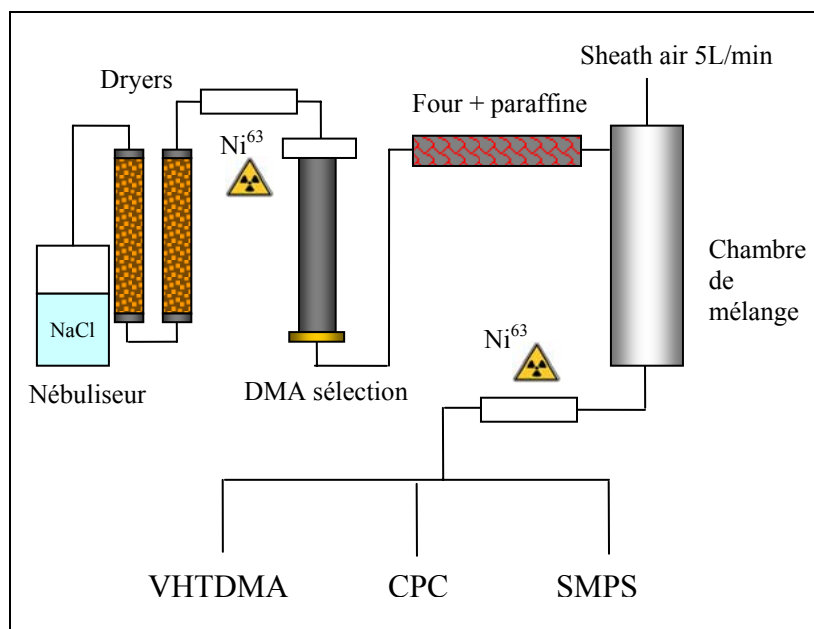 Sheath air 5L/min
Dryers
Four + paraffine
Ni63
Chambre
de
mélange
NaCl
Ni63
Nébuliseur
DMA sélection
VHTDMA
CPC
SMPS